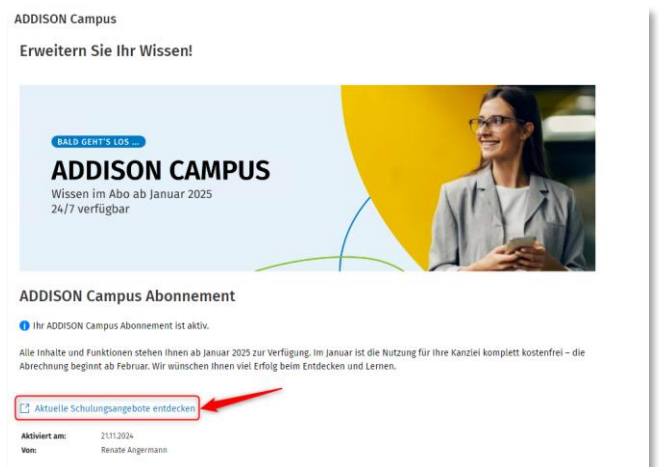 ADDISON Campus
Erweitern Sie Ihr Wissen!
BALD GEHT'S LOS ...
ADDISON CAMPUS
Wissen im Abo ab Januar 2025
24/7 verfügbar
ADDISON Campus Abonnement
Ihr ADDISON Campus Abonnement ist aktiv.
Alle Inhalte und Funktionen stehen Ihnen ab Januar 2025 zur Verfügung. Im Januar ist die Nutzung für Ihre Kanzlei komplett kostenfrei – die
Abrechnung beginnt ab Februar. Wir wünschen Ihnen viel Erfolg beim Entdecken und Lernen.
Aktuelle Schulungsangebote entdecken
Aktiviert am: 21.11.2024
Von: Renate Angermann